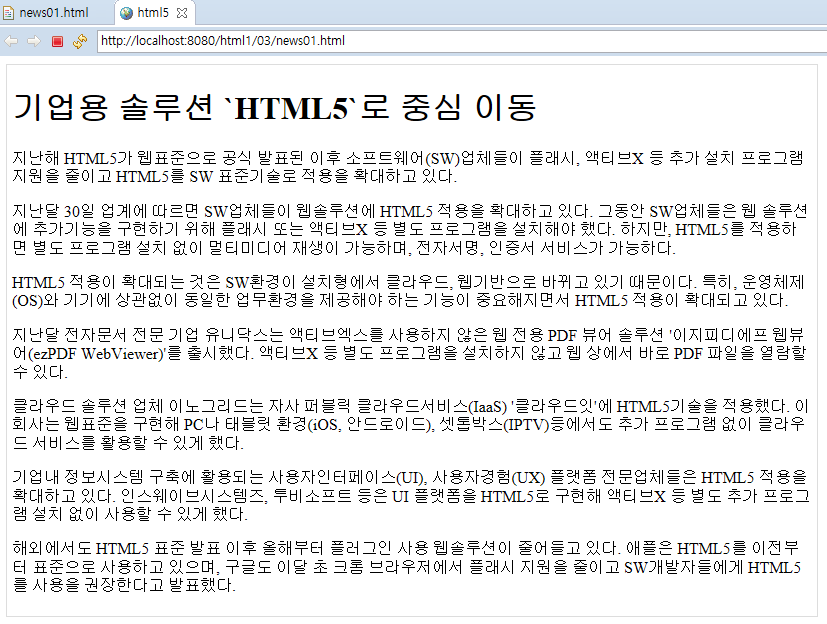 news01.html
html5
http://localhost:8080/html1/03/news01.html
기업용 솔루션 `HTML5`로 중심 이동
지난해 HTML5가 웹표준으로 공식 발표된 이후 소프트웨어(SW)업체들이 플래시, 액티브X 등 추가 설치 프로그램
지원을 줄이고 HTML5를 SW 표준기술로 적용을 확대하고 있다.
지난달 30일 업계에 따르면 SW업체들이 웹솔루션에 HTML5 적용을 확대하고 있다. 그동안 SW업체들은 웹 솔루션
에 추가기능을 구현하기 위해 플래시 또는 액티브X 등 별도 프로그램을 설치해야 했다. 하지만, HTML5를 적용하
면 별도 프로그램 설치 없이 멀티미디어 재생이 가능하며, 전자서명, 인증서 서비스가 가능하다.
HTML5 적용이 확대되는 것은 SW환경이 설치형에서 클라우드, 웹기반으로 바뀌고 있기 때문이다. 특히, 운영체제
(OS)와 기기에 상관없이 동일한 업무환경을 제공해야 하는 기능이 중요해지면서 HTML5 적용이 확대되고 있다.
지난달 전자문서 전문 기업 유니닥스는 액티브엑스를 사용하지 않은 웹 전용 PDF 뷰어 솔루션 '이지피디에프 웹뷰
어(ezPDF WebViewer)'를 출시했다. 액티브X 등 별도 프로그램을 설치하지 않고 웹 상에서 바로 PDF 파일을 열람할
수 있다.
클라우드 솔루션 업체 이노그리드는 자사 퍼블릭 클라우드서비스(IaaS) '클라우드잇'에 HTML5기술을 적용했다. 이
회사는 웹표준을 구현해 PC나 태블릿 환경(iOS, 안드로이드), 셋톱박스(IPTV)등에서도 추가 프로그램 없이 클라우
드 서비스를 활용할 수 있게 했다.
기업내 정보시스템 구축에 활용되는 사용자인터페이스(UI), 사용자경험(UX) 플랫폼 전문업체들은 HTML5 적용을
확대하고 있다. 인스웨이브시스템즈, 투비소프트 등은 UI 플랫폼을 HTML5로 구현해 액티브X 등 별도 추가 프로그
램 설치 없이 사용할 수 있게 했다.
해외에서도 HTML5 표준 발표 이후 올해부터 플러그인 사용 웹솔루션이 줄어들고 있다. 애플은 HTML5를 이전부
터 표준으로 사용하고 있으며, 구글도 이달 초 크롬 브라우저에서 플래시 지원을 줄이고 SW개발자들에게 HTML5
를 사용을 권장한다고 발표했다.